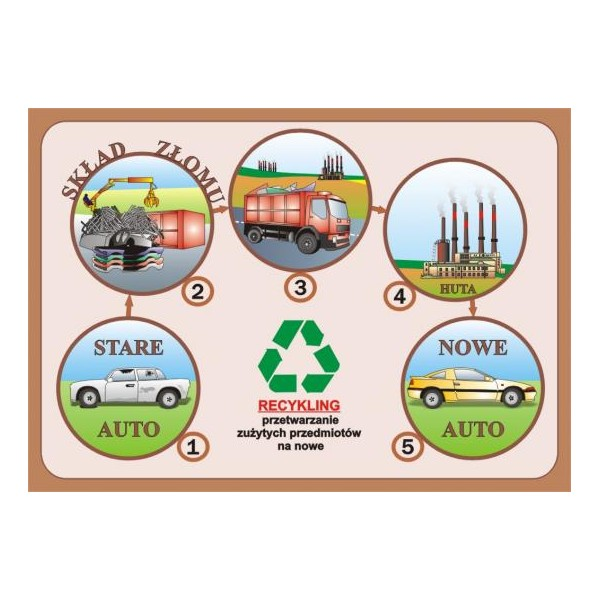 SKŁAD ZŁOMU
2
3
4
HUTA
STARE
AUTO
1
RECYKLING
przetwarzanie
zużytych przedmiotów
na nowe
NOWE
AUTO
5